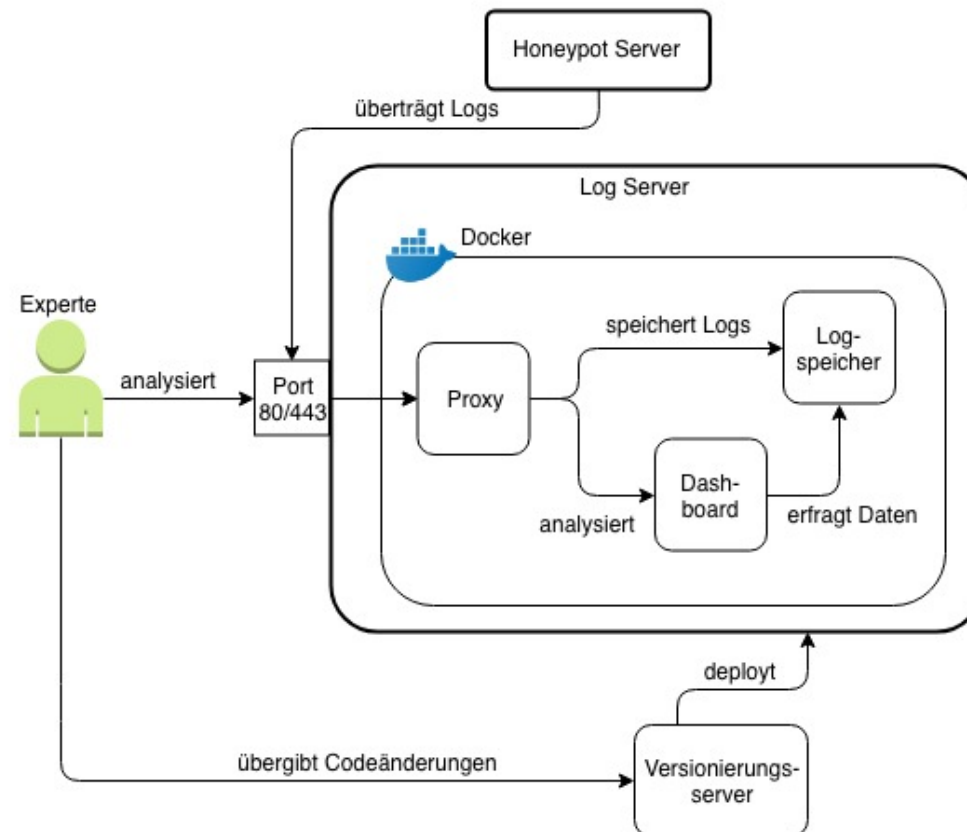 Honeypot Server
überträgt Logs
Log Server
Docker
Experte
speichert Logs
Log-
speicher
analysiert
Port
80/443
Proxy
Dash-
board
analysiert
erfragt Daten
deployt
übergibt Codeänderungen
Versionierungs-
server